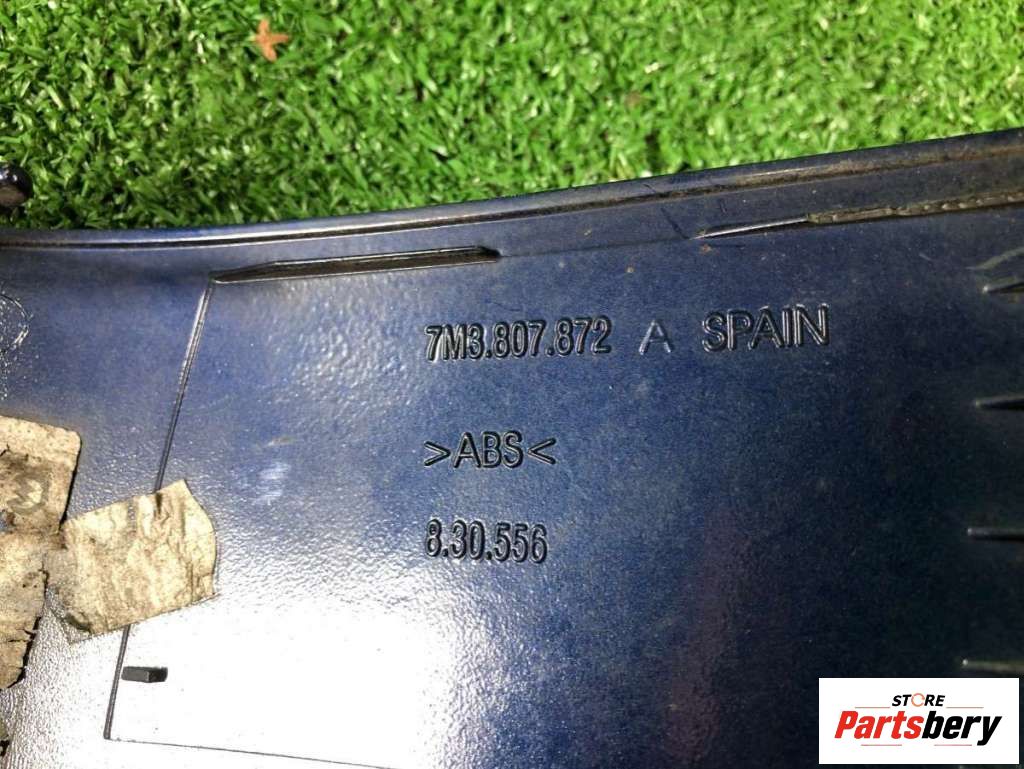 7M3.807.872 A SPAIN
>ABS<
8.30.556
STORE
Partsbery